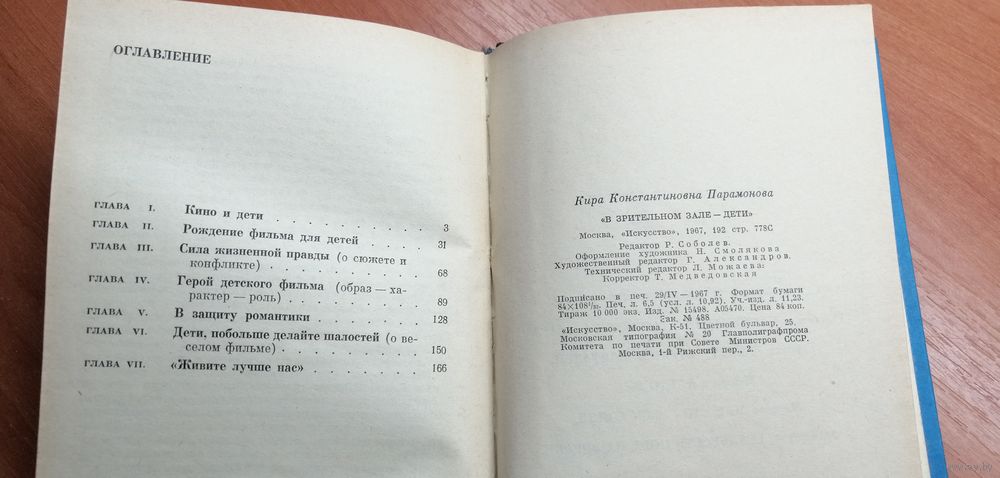 ОГЛАВЛЕНИЕ
ГЛАВА I. Кино и дети . . . . . . . . . . . 3
ГЛАВА II. Рождение фильма для детей . . . . . 31
ГЛАВА III. Сила жизненной правды (о сюжете и
конфликте) . . . . . . . . . . . 68
ГЛАВА IV. Герой детского фильма (образ — ха-
рактер — роль) . . . . . . . . . 89
ГЛАВА V. В защиту романтики . . . . . . . . 128
ГЛАВА VI. Дети, побольше делайте шалостей (о ве-
селом фильме) . . . . . . . . . . 150
ГЛАВА VII. «Живите лучше нас» . . . . . . . . 166
Кира Константиновна Парамонова
«В ЗРИТЕЛЬНОМ ЗАЛЕ — ДЕТИ»
Москва, «Искусство», 1967, 192 стр. 778С
Редактор Р. Соболев.
Оформление художника Н. Смолякова
Художественный редактор Г. Александров.
Технический редактор Л. Можаева.
Корректор Т. Медведовская
Подписано в печ. 29/IV — 1967 г. Формат бумаги
84×108¹/₃₂. Печ. л. 6,5 (усл. л. 10,92). Уч.-изд. л. 11,23.
Тираж 10 000 экз. Изд. № 15498. А05470. Цена 84 коп.
Зак. № 488
«Искусство», Москва, К-51. Цветной бульвар, 25.
Московская типография № 20 Главполиграфпрома
Комитета по печати при Совете Министров СССР.
Москва, 1-й Рижский пер., 2.